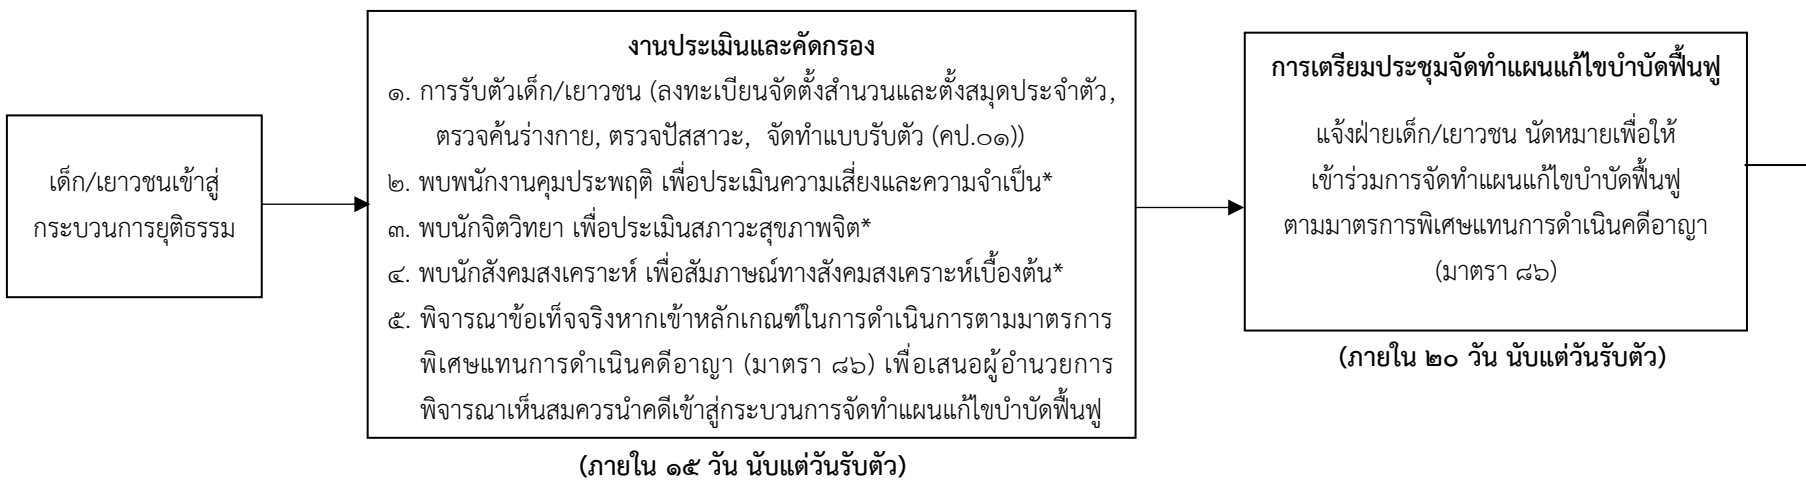 เด็ก/เยาวชนเข้าสู่
กระบวนการยุติธรรม
งานประเมินและคัดกรอง
๑. การรับตัวเด็ก/เยาวชน (ลงทะเบียนจัดตั้งสำนวนและตั้งสมุดประจำตัว,
ตรวจค้นร่างกาย, ตรวจปัสสาวะ, จัดทำแบบรับตัว (คป.๐๑))
๒. พบพนักงานคุมประพฤติ เพื่อประเมินความเสี่ยงและความจำเป็น*
๓. พบนักจิตวิทยา เพื่อประเมินสภาวะสุขภาพจิต*
๔. พบนักสังคมสงเคราะห์ เพื่อสัมภาษณ์ทางสังคมสงเคราะห์เบื้องต้น*
๕. พิจารณาข้อเท็จจริงหากเข้าหลักเกณฑ์ในการดำเนินการตามมาตรการ
พิเศษแทนการดำเนินคดีอาญา (มาตรา ๘๖) เพื่อเสนอผู้อำนวยการ
พิจารณาเห็นสมควรนำคดีเข้าสู่กระบวนการจัดทำแผนแก้ไขบำบัดฟื้นฟู
(ภายใน ๑๕ วัน นับแต่วันรับตัว)
การเตรียมประชุมจัดทำแผนแก้ไขบำบัดฟื้นฟู
แจ้งฝ่ายเด็ก/เยาวชน นัดหมายเพื่อให้
เข้าร่วมการจัดทำแผนแก้ไขบำบัดฟื้นฟู
ตามมาตรการพิเศษแทนการดำเนินคดีอาญา
(มาตรา ๘๖)
(ภายใน ๒๐ วัน นับแต่วันรับตัว)